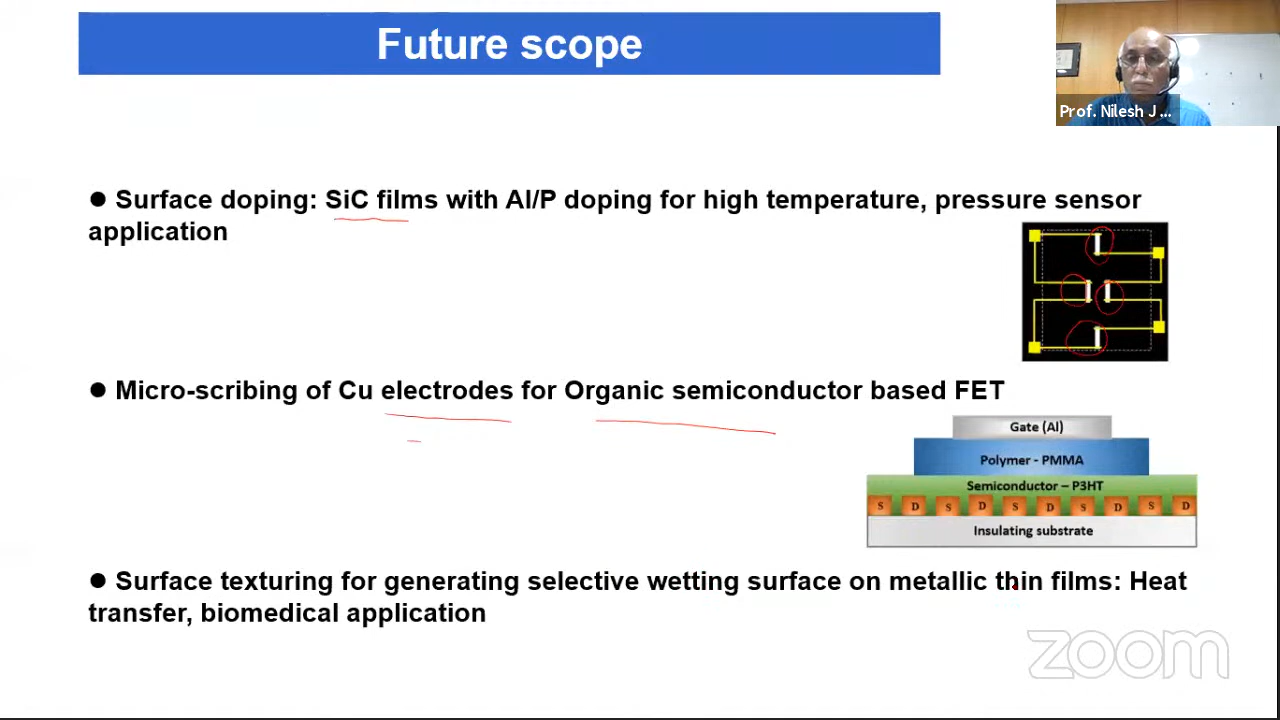 Future scope
Prof. Nilesh J ...
● Surface doping: SiC films with Al/P doping for high temperature, pressure sensor
application
● Micro-scribing of Cu electrodes for Organic semiconductor based FET
Gate (Al)
Polymer - PMMA
Semiconductor – P3HT
S D S D S D S D S D
Insulating substrate
● Surface texturing for generating selective wetting surface on metallic thin films: Heat
transfer, biomedical application
zoom